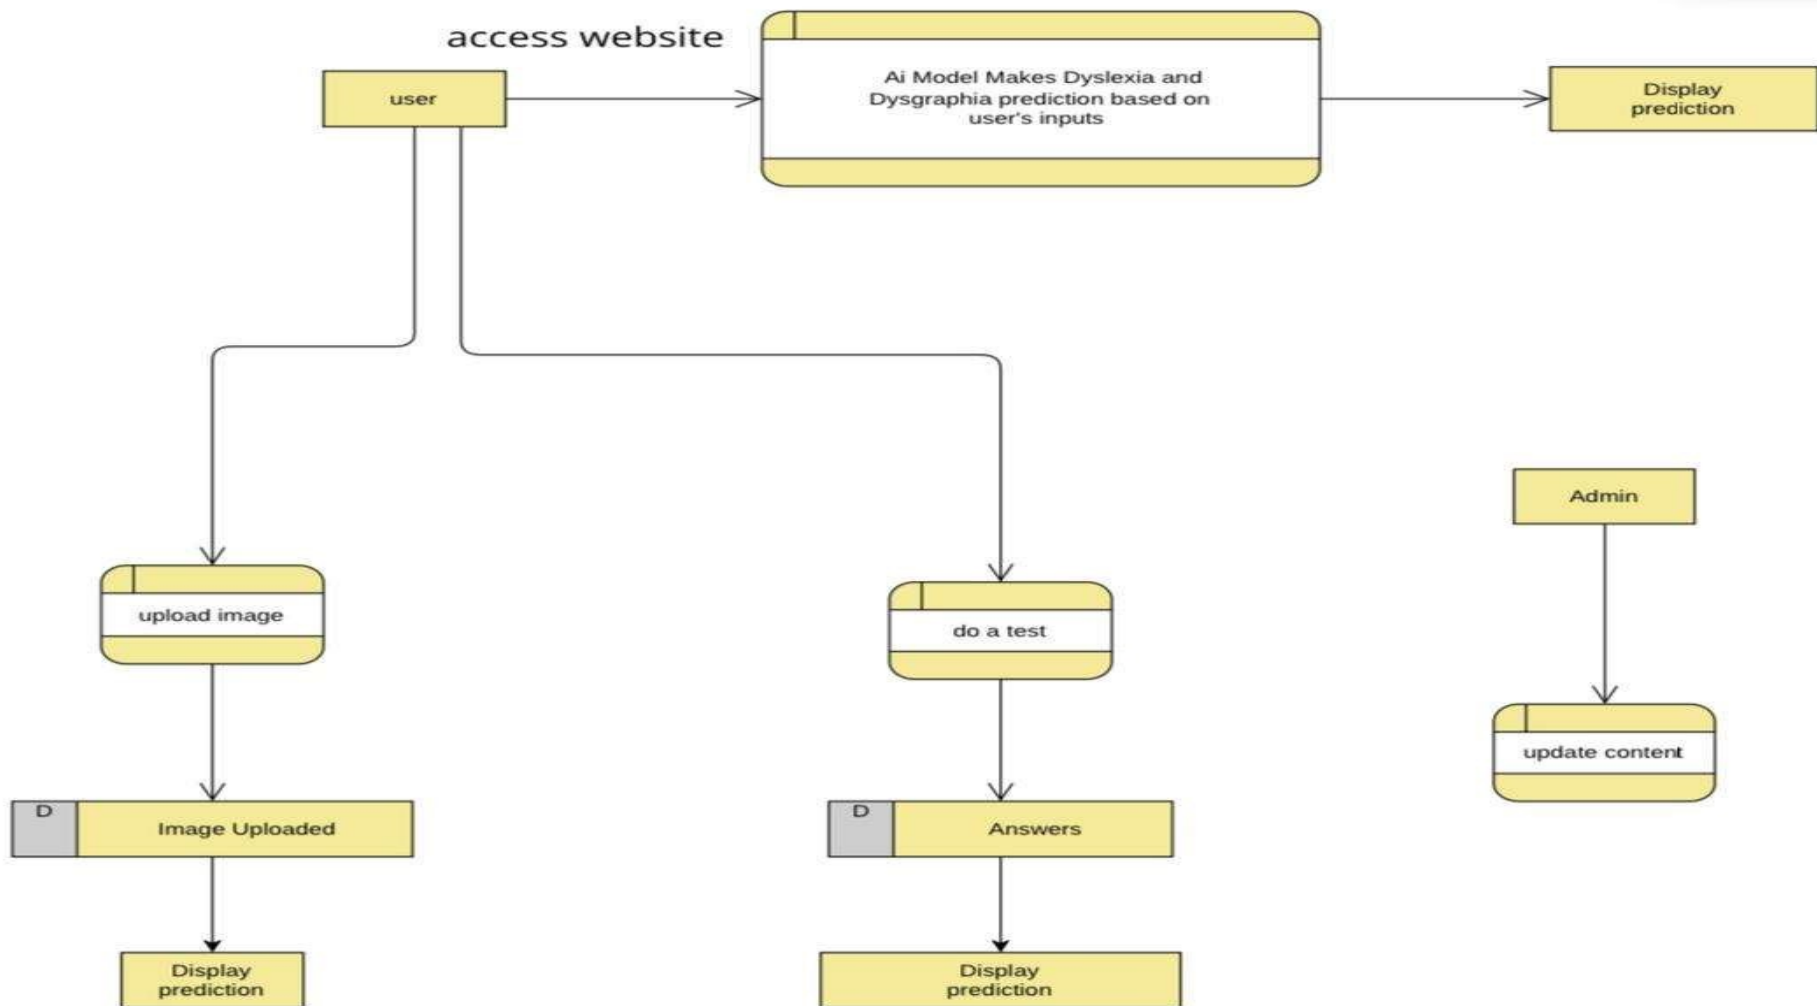 access website
user
Ai Model Makes Dyslexia and
Dysgraphia prediction based on
user's inputs
Display
prediction
Admin
upload image
do a test
update content
D
Image Uploaded
D
Answers
Display
prediction
Display
prediction